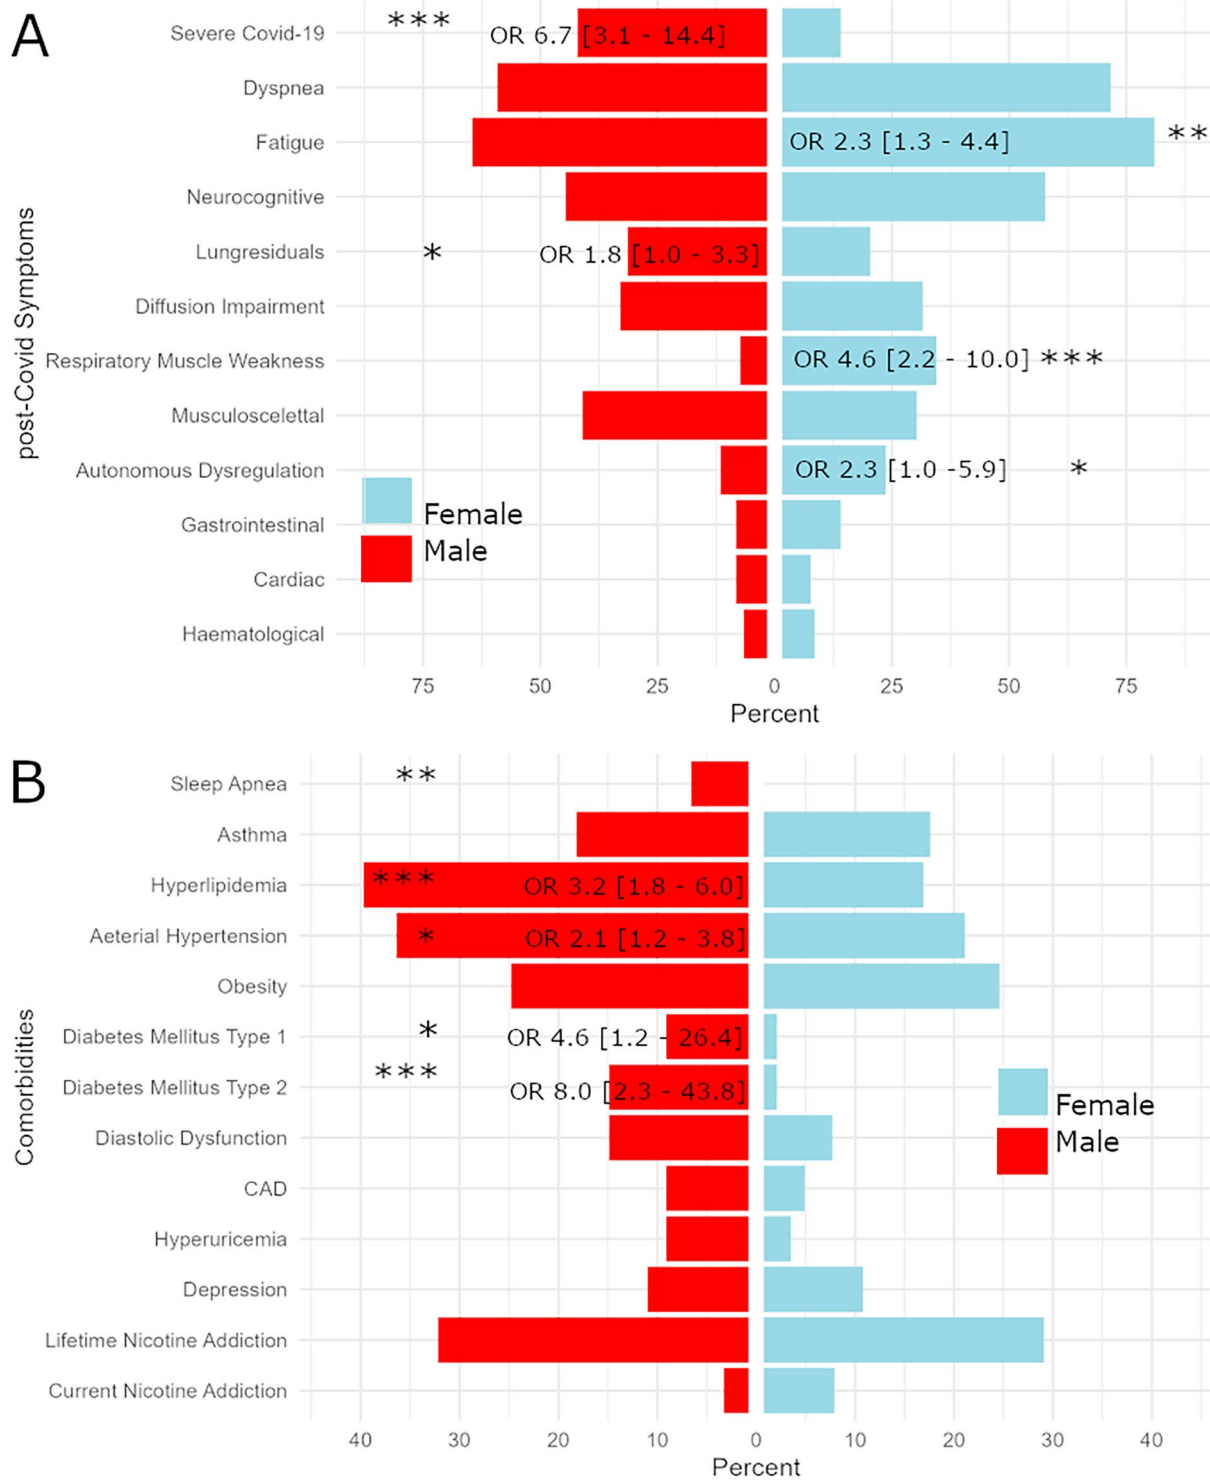 A
Severe Covid-19 *** OR 6.7 [3.1 - 14.4]
Dyspnea
Fatigue OR 2.3 [1.3 - 4.4] **
Neurocognitive
Lungresiduals * OR 1.8 [1.0 - 3.3]
Diffusion Impairment
Respiratory Muscle Weakness OR 4.6 [2.2 - 10.0] ***
Musculoscelettal
Autonomous Dysregulation OR 2.3 [1.0 -5.9] *
Gastrointestinal
Cardiac
Haematological
post-Covid Symptoms
Female
Male
75 50 25 0 25 50 75
Percent
B
Sleep Apnea **
Asthma
Hyperlipidemia *** OR 3.2 [1.8 - 6.0]
Aeterial Hypertension * OR 2.1 [1.2 - 3.8]
Obesity
Diabetes Mellitus Type 1 * OR 4.6 [1.2 - 26.4]
Diabetes Mellitus Type 2 *** OR 8.0 [2.3 - 43.8]
Diastolic Dysfunction
CAD
Hyperuricemia
Depression
Lifetime Nicotine Addiction
Current Nicotine Addiction
Comorbidities
Female
Male
40 30 20 10 0 10 20 30 40
Percent